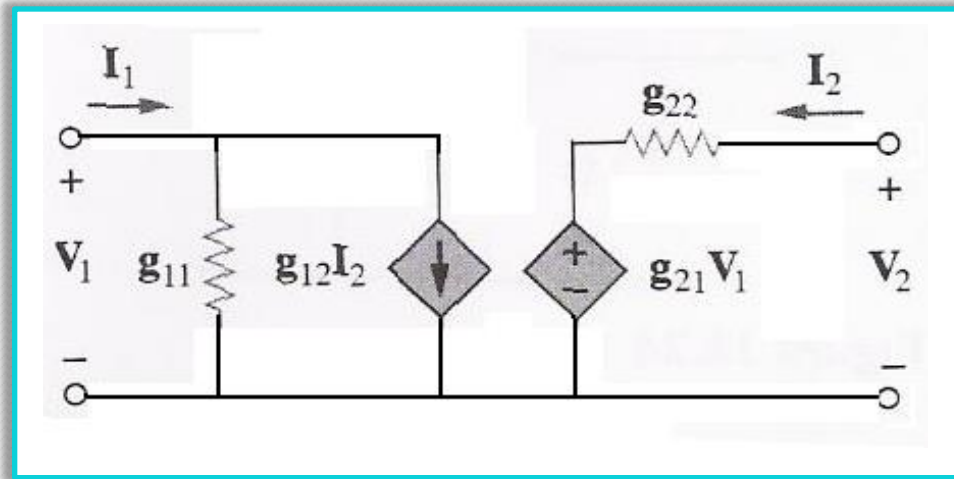 I₁
I₂
g₂₂
+
+
+
V₁
g₁₁
g₁₂I₂
−
g₂₁V₁
V₂
−
−